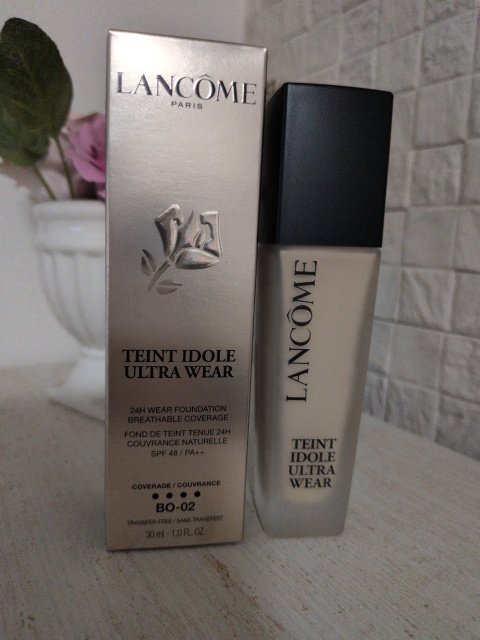 LANCÔME
PARIS
TEINT IDOLE
ULTRA WEAR
24H WEAR FOUNDATION
BREATHABLE COVERAGE
FOND DE TEINT TENUE 24H
COUVRANCE NATURELLE
SPF 48 / PA++
COVERAGE / COUVRANCE
BO-02
TRANSFER-FREE / SANS TRANSFERT
30 ml - 1.0 FL. OZ.
LANCÔME
TEINT
IDOLE
ULTRA
WEAR